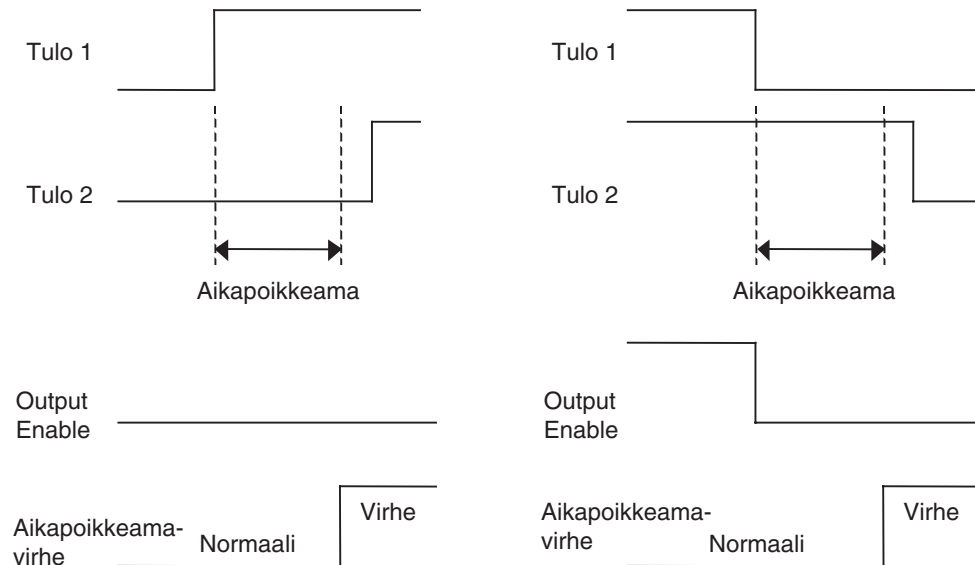 Tulo 1
Tulo 2
Aikapoikkeama
Output
Enable
Aikapoikkeama-
virhe
Normaali
Virhe
Tulo 1
Tulo 2
Aikapoikkeama
Output
Enable
Aikapoikkeama-
virhe
Normaali
Virhe